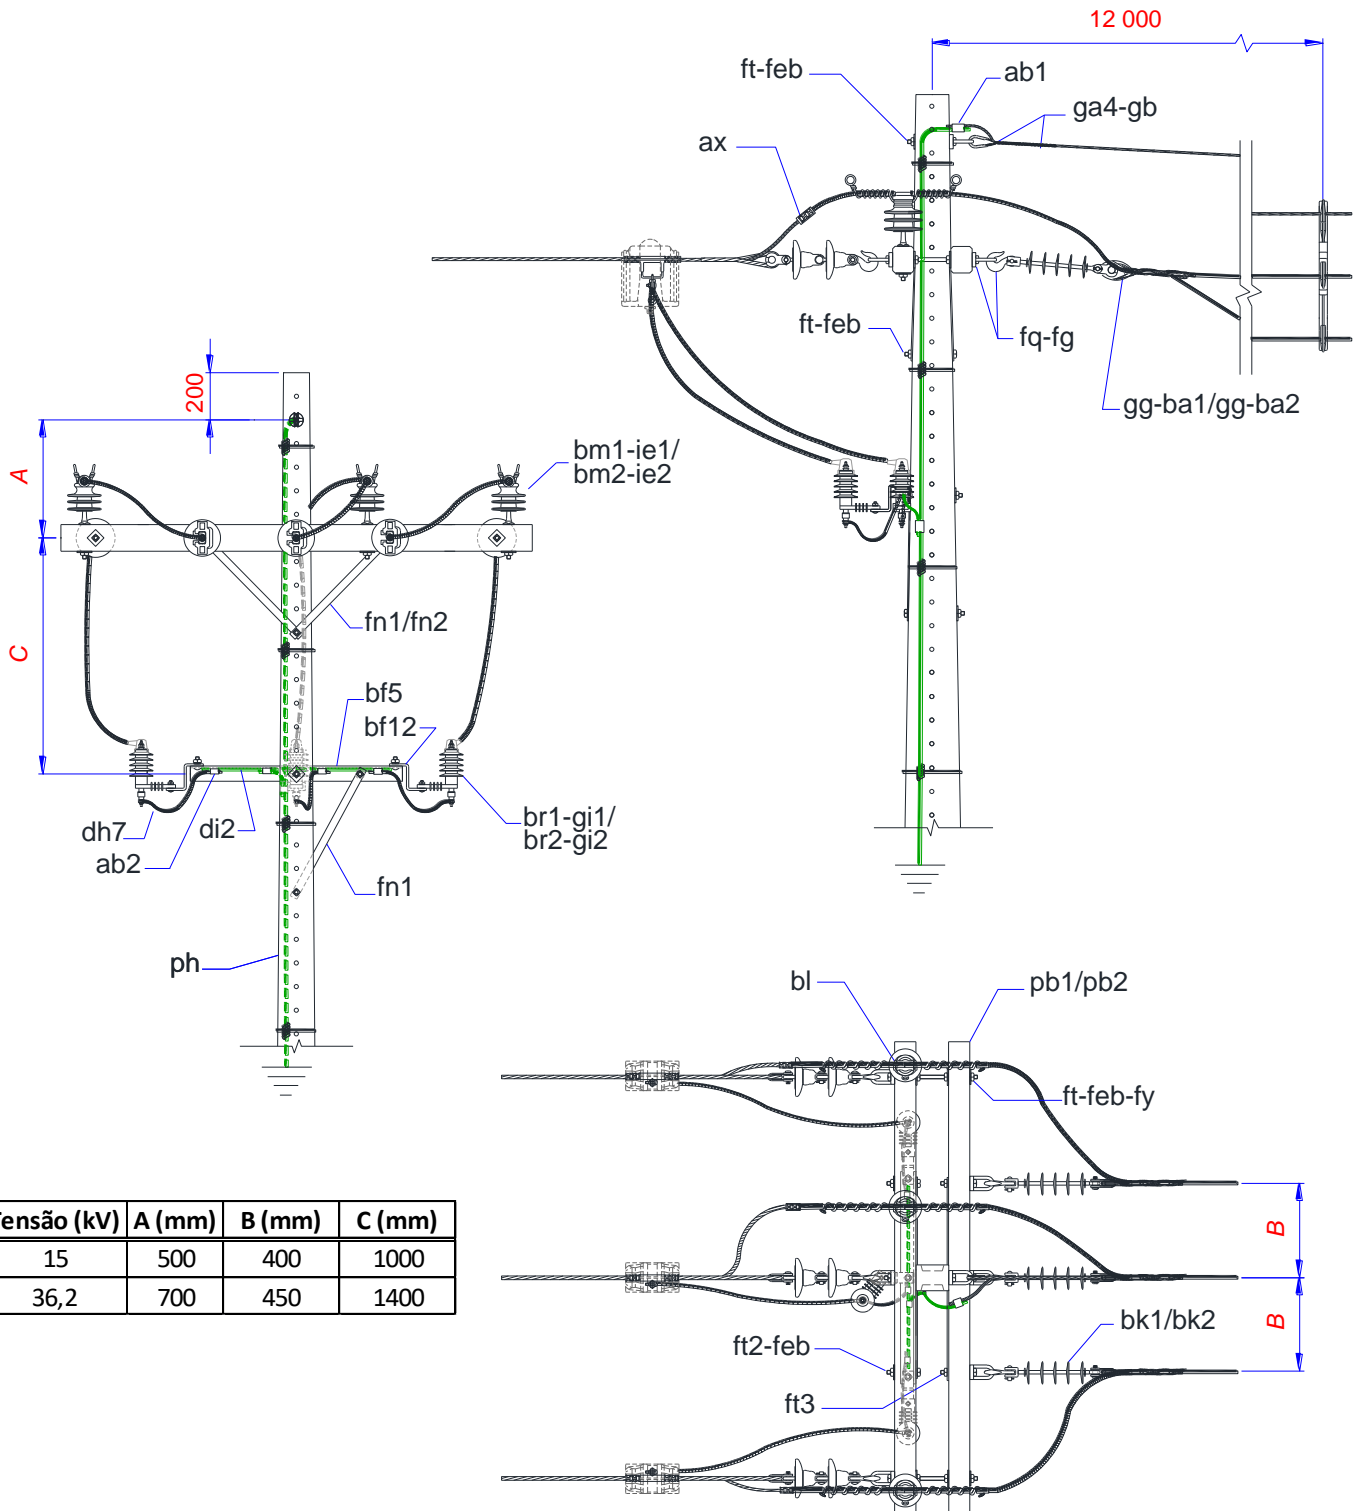 12 000
ft-feb
ab1
ga4-gb
ax
ft-feb
fq-fg
gg-ba1/gg-ba2
200
A
bm1-ie1/
bm2-ie2
C
fn1/fn2
bf5
bf12
dh7
di2
ab2
br1-gi1/
br2-gi2
fn1
ph
bl
pb1/pb2
ft-feb-fy
B
B
bk1/bk2
ft2-feb
ft3
ensão (kV) A (mm) B (mm) C (mm)
15 500 400 1000
36,2 700 450 1400